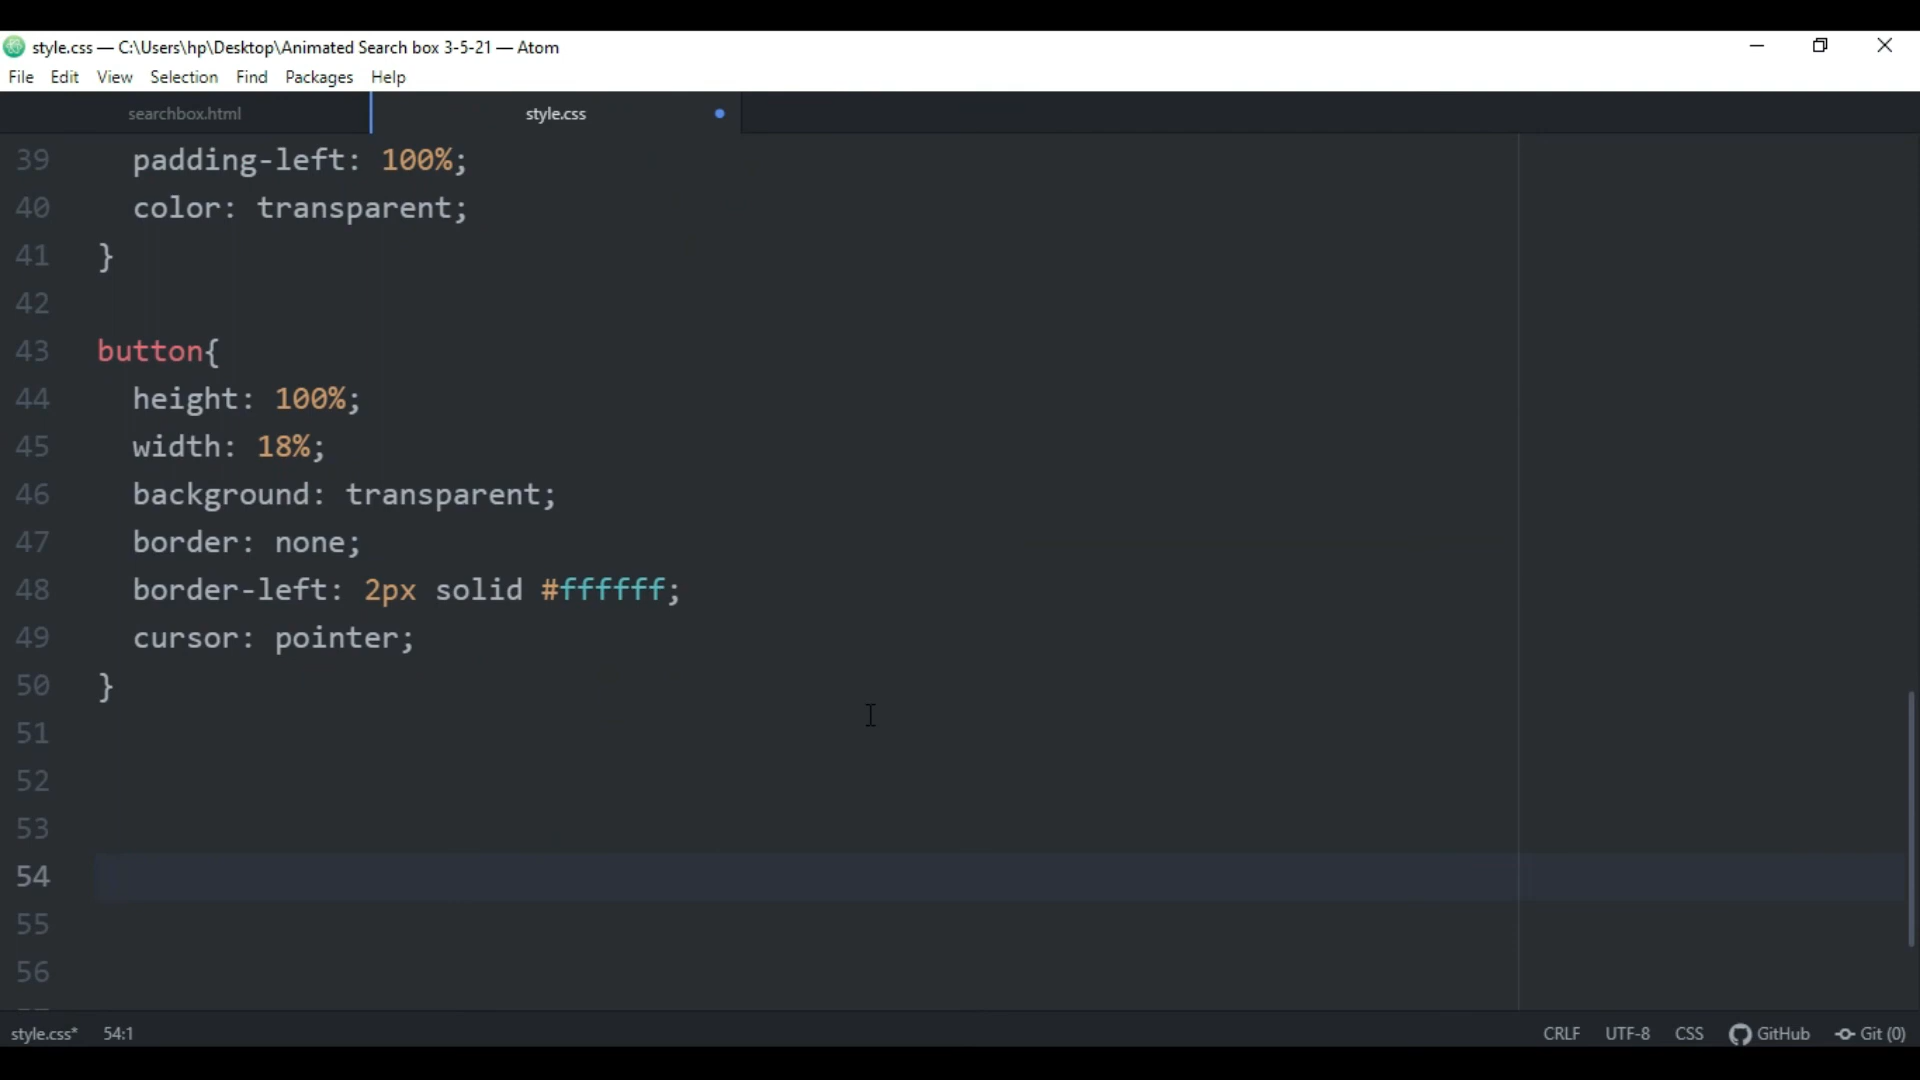 style.css — C:\Users\hp\Desktop\Animated Search box 3-5-21 — Atom
File Edit View Selection Find Packages Help
searchbox.html style.css
39 padding-left: 100%;
40 color: transparent;
41 }
42
43 button{
44 height: 100%;
45 width: 18%;
46 background: transparent;
47 border: none;
48 border-left: 2px solid #ffffff;
49 cursor: pointer;
50 }
51
52
53
54
55
56
style.css* 54:1 CRLF UTF-8 CSS GitHub Git (0)